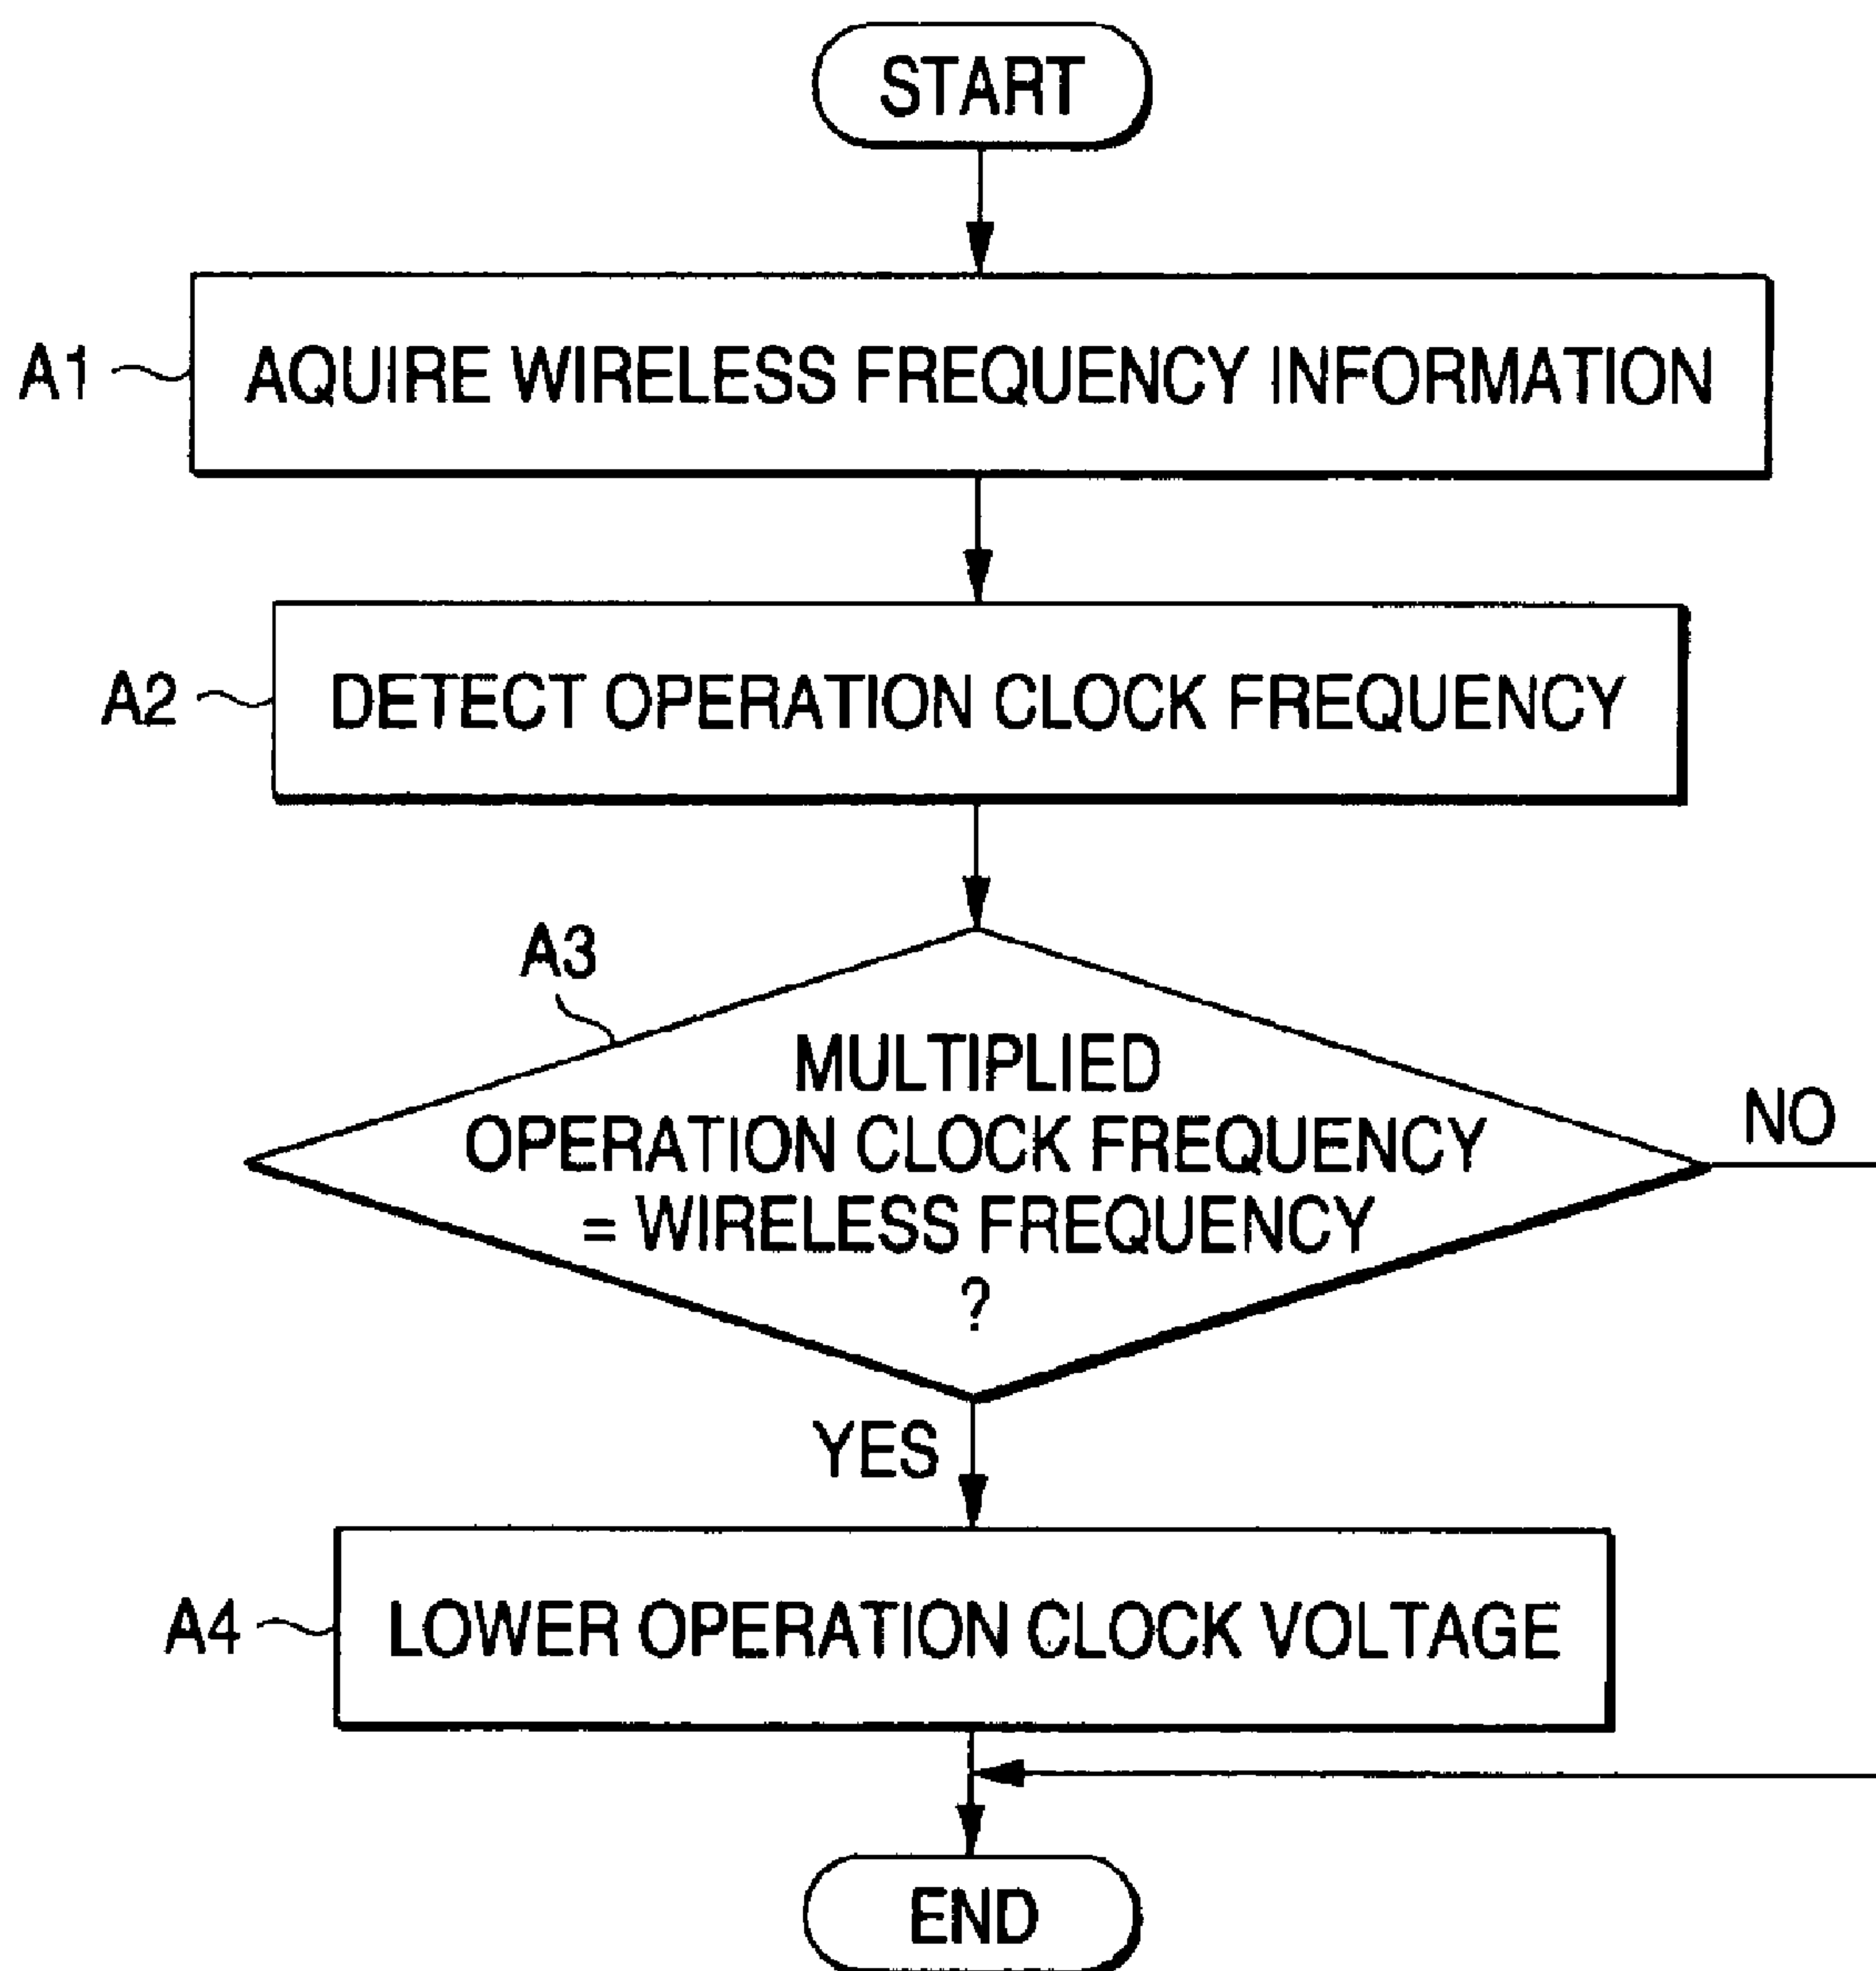 START
A1
AQUIRE WIRELESS FREQUENCY INFORMATION
A2
DETECT OPERATION CLOCK FREQUENCY
A3
MULTIPLIED
OPERATION CLOCK FREQUENCY
= WIRELESS FREQUENCY
?
NO
YES
A4
LOWER OPERATION CLOCK VOLTAGE
END